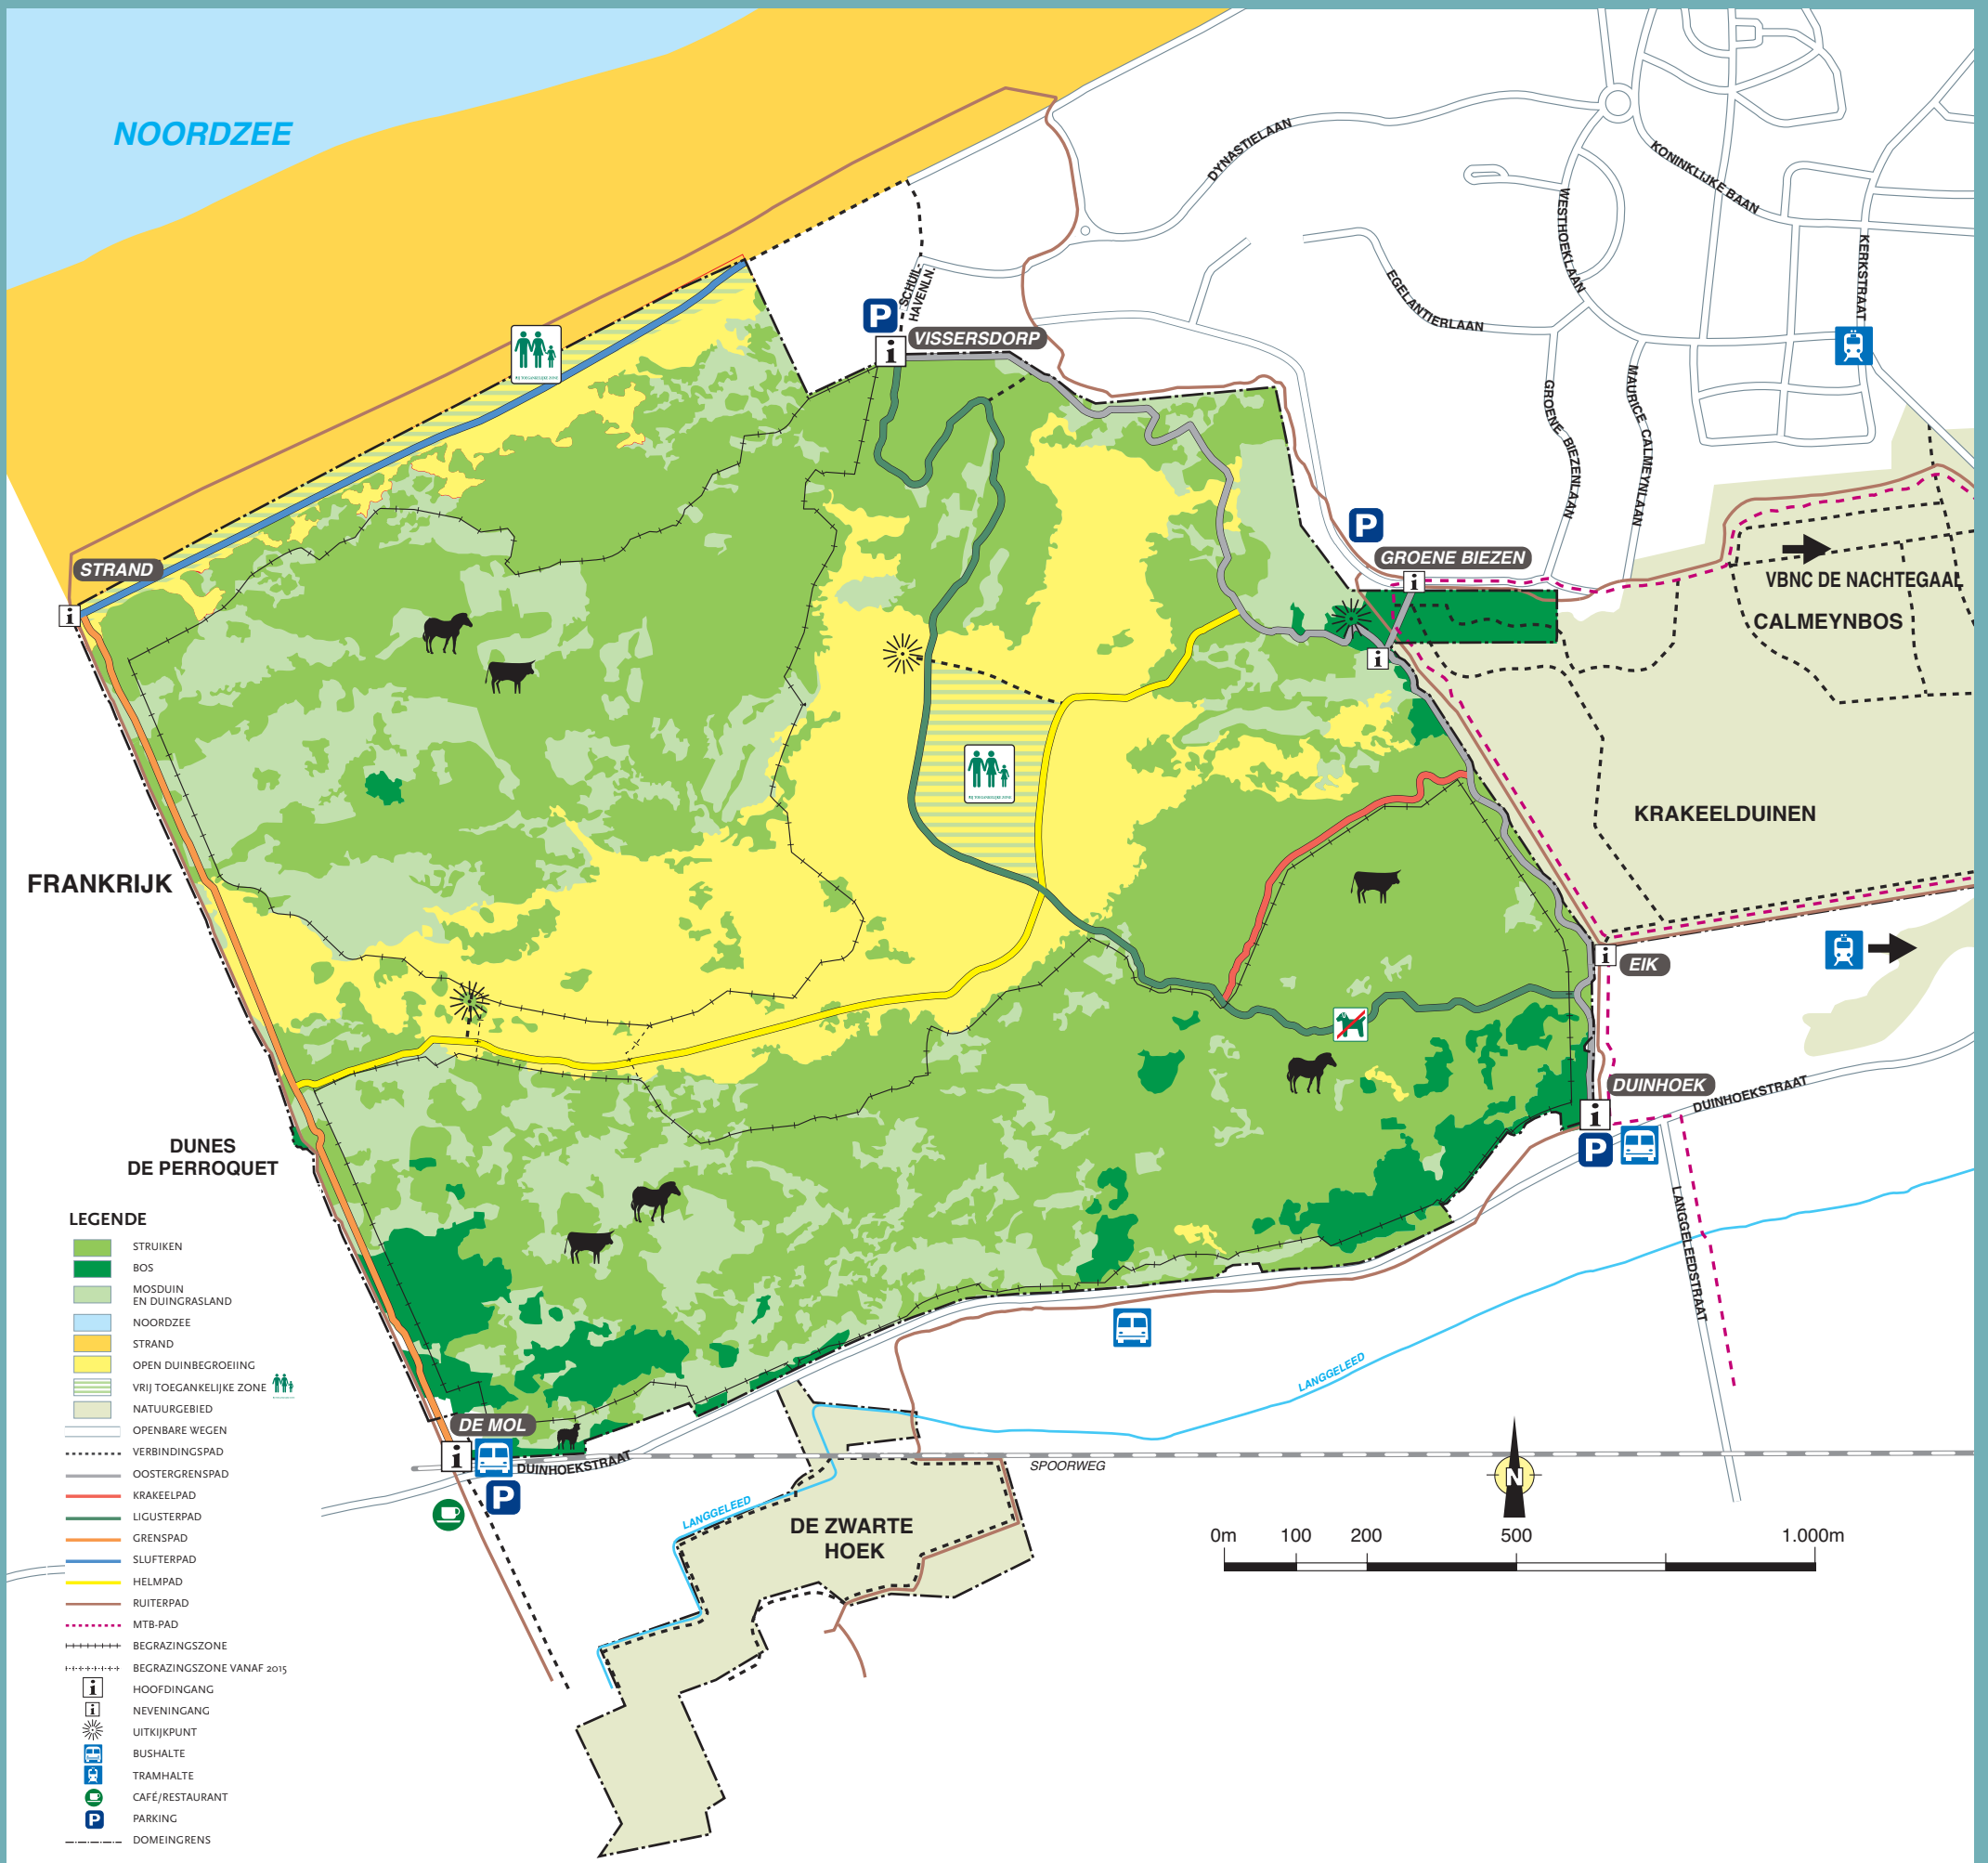 NOORDZEE
DYNASTIELAAN
KONINKLIJKE BAAN
WESTHOEKLAAN
KERKSTRAAT
EGELANTIERLAAN
SCHUIL-
HAVENLN.
P
i
VISSERSDORP
GROENE BIEZENLAAN
MAURICE CALMEYNLAAN
P
GROENE BIEZEN
i
STRAND
i
VBNC DE NACHTEGAAL
CALMEYNBOS
i
KRAKEELDUINEN
FRANKRIJK
i
EIK
DUINHOEK
i
DUINHOEKSTRAAT
P
DUNES
DE PERROQUET
LANGGELEEDSTRAAT
LANGGELEED
LEGENDE
STRUIKEN
BOS
MOSDUIN
EN DUINGRASLAND
NOORDZEE
STRAND
OPEN DUINBEGROEIING
VRIJ TOEGANKELIJKE ZONE
NATUURGEBIED
OPENBARE WEGEN
VERBINDINGSPAD
OOSTERGRENSPAD
KRAKEELPAD
LIGUSTERPAD
GRENSPAD
SLUFTERPAD
HELMPAD
RUITERPAD
MTB-PAD
BEGRAZINGSZONE
BEGRAZINGSZONE VANAF 2015
i HOOFDINGANG
i NEVENINGANG
UITKIJKPUNT
BUSHALTE
TRAMHALTE
CAFÉ/RESTAURANT
P PARKING
DOMEINGRENS
DE MOL
i
DUINHOEKSTRAAT
P
SPOORWEG
LANGGELEED
DE ZWARTE
HOEK
N
0m 100 200 500 1.000m